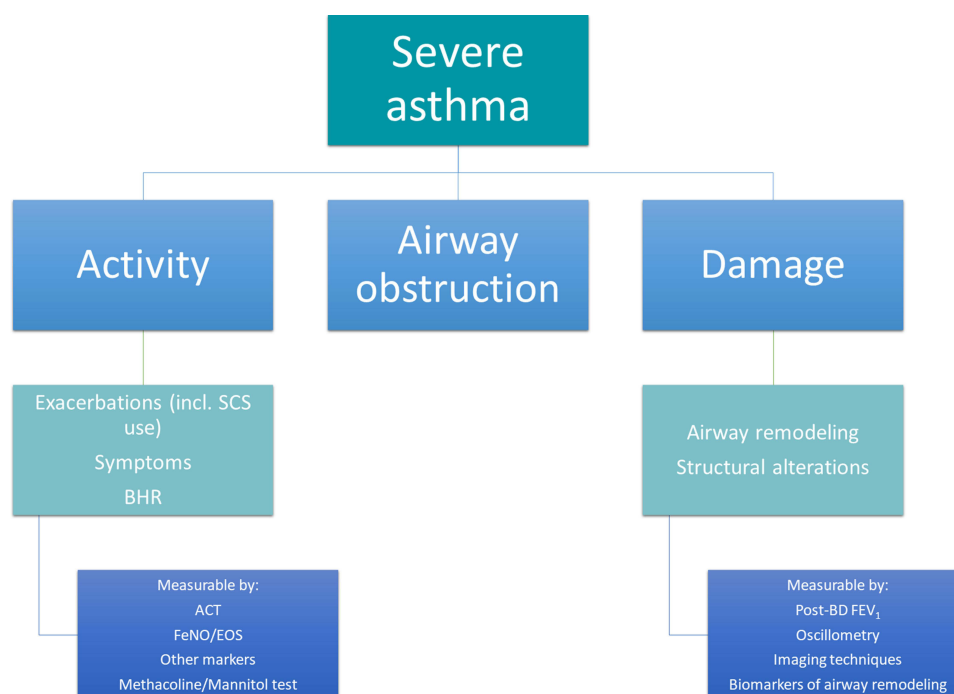 Severe
asthma
Activity
Airway
obstruction
Damage
Exacerbations (incl. SCS
use)
Symptoms
BHR
Airway remodeling
Structural alterations
Measurable by:
ACT
FeNO/EOS
Other markers
Methacoline/Mannitol test
Measurable by:
Post-BD FEV₁
Oscillometry
Imaging techniques
Biomarkers of airway remodeling